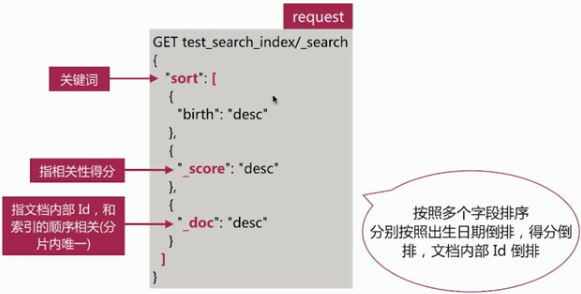 request
GET test_search_index/_search
{
关键词
"sort": [
{
"birth": "desc"
},
{
指相关性得分
"_score": "desc"
},
{
指文档内部 Id，和
索引的顺序相关(分
片内唯一)
"_doc": "desc"
}
]
}
按照多个字段排序
分别按照出生日期倒排，得分倒
排，文档内部 Id 倒排